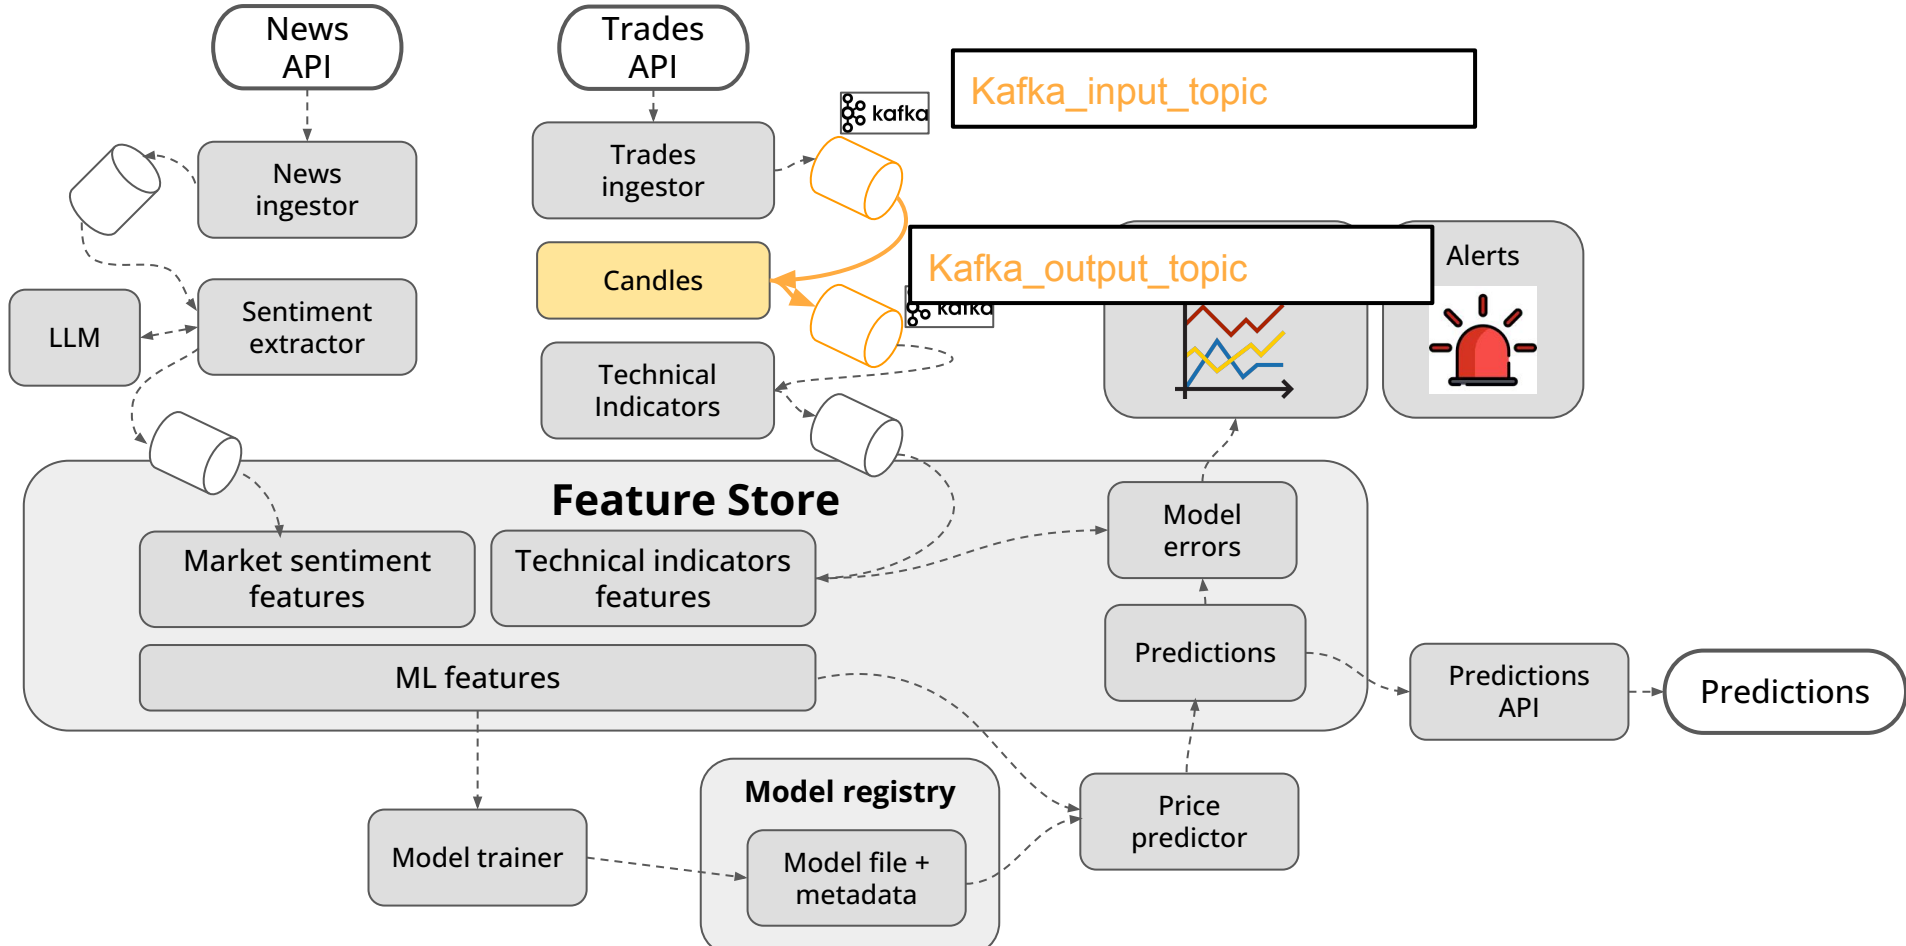 News
API
Trades
API
kafka
Kafka_input_topic
News
ingestor
Trades
ingestor
Candles
Kafka_output_topic
kafka
Alerts
LLM
Sentiment
extractor
Technical
Indicators
Feature Store
Market sentiment
features
Technical indicators
features
Model
errors
ML features
Predictions
Predictions
API
Predictions
Model registry
Model trainer
Model file +
metadata
Price
predictor